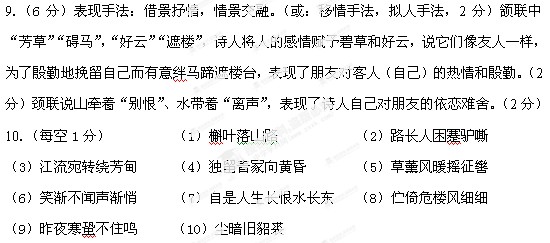 9.（6 分）表现手法：借景抒情，情景交融。（或：移情手法，拟人手法，2 分）颔联中
“芳草”“碍马”，“好云”“遮楼”，诗人将人的感情赋予碧草和好云，说它们像友人一样，
为了殷勤地挽留自己而有意绊马蹄遮楼台，表现了朋友对客人（自己）的热情和殷勤。（2
分）颈联说山牵着“别恨”、水带着“离声”，表现了诗人自己对朋友的依恋难舍。（2 分）
10.（每空 1 分） （1）槲叶落山路 （2）路长人困蹇驴嘶
（3）江流宛转绕芳甸 （4）独留青冢向黄昏 （5）草薰风暖摇征辔
（6）笑渐不闻声渐悄 （7）自是人生长恨水长东 （8）伫倚危楼风细细
（9）昨夜寒蛩不住鸣 （10）尘暗旧貂裘